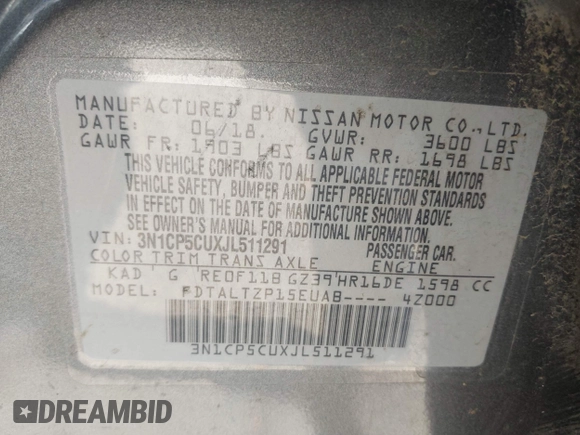 MANUFACTURED BY NISSAN MOTOR CO.,LTD.
DATE: 06/18. GVWR: 3600 LBS
GAWR FR: 1903 LBS GAWR RR: 1698 LBS
THIS VEHICLE CONFORMS TO ALL APPLICABLE FEDERAL MOTOR
VEHICLE SAFETY, BUMPER AND THEFT PREVENTION STANDARDS
IN EFFECT ON THE DATE OF MANUFACTURE SHOWN ABOVE.
SEE OWNER'S MANUAL FOR ADDITIONAL INFORMATION
VIN: 3N1CP5CUXJL511291 PASSENGER CAR.
COLOR TRIM TRANS AXLE ENGINE
KAD G RE0F11B GZ39 HR16DE 1598 CC
MODEL FDTALTZP15EUAB---- 4Z000
3N1CP5CUXJL511291
DREAMBID